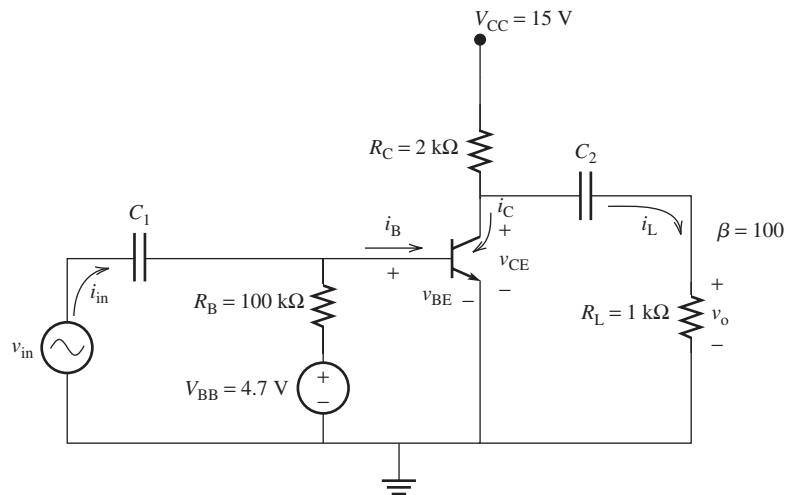 V_CC = 15 V
R_C = 2 kΩ
C_2
C_1
i_B
i_C
i_L
β = 100
+
+
v_CE
i_in
R_B = 100 kΩ
v_BE
−
−
+
R_L = 1 kΩ
v_o
v_in
−
V_BB = 4.7 V
+
−